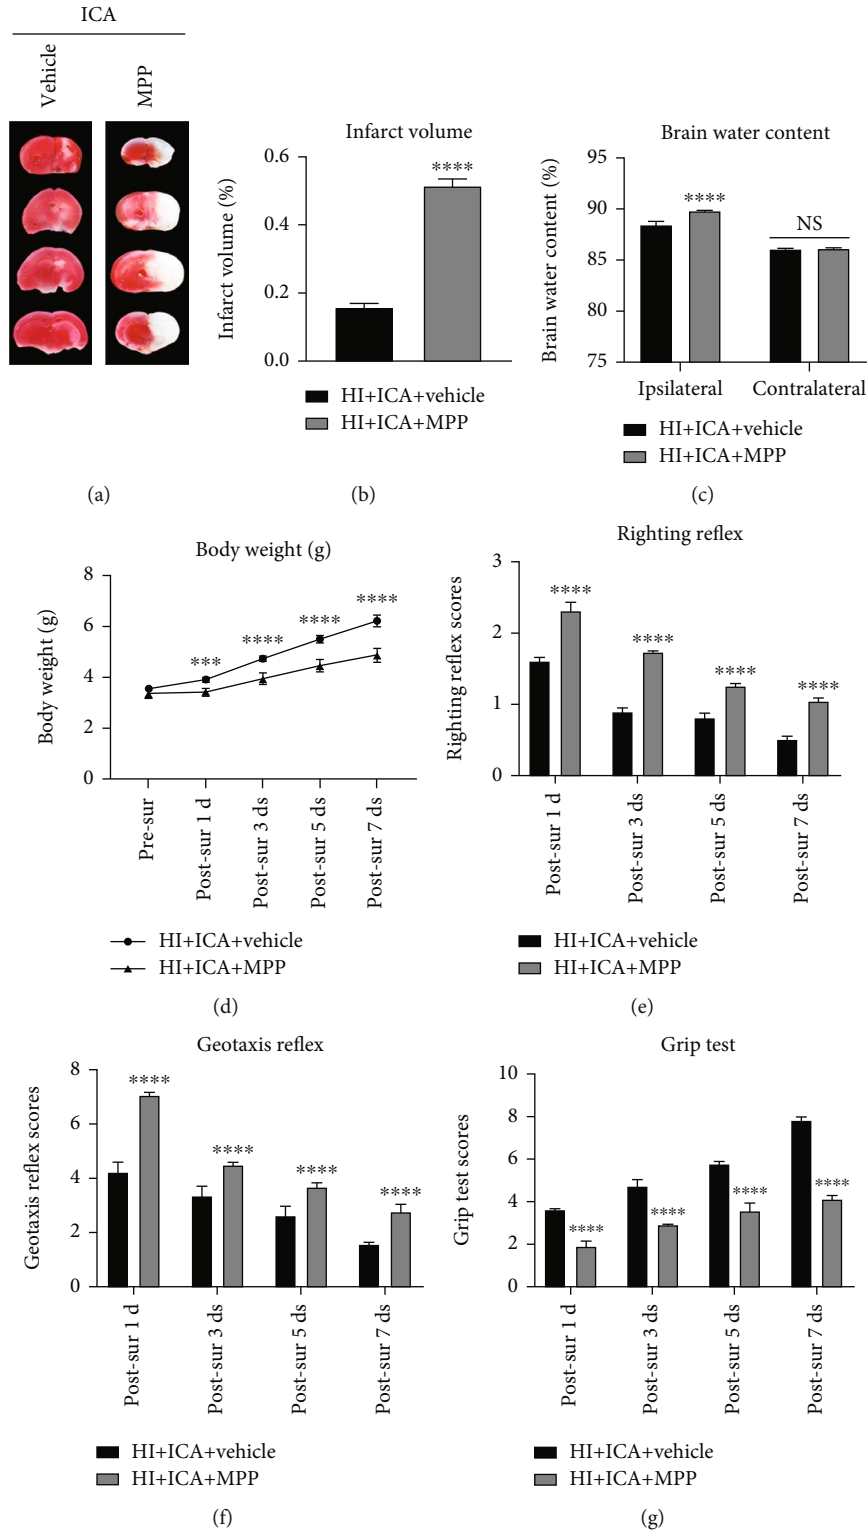 ICA
Vehicle
MPP
(a)
Infarct volume
Infarct volume (%)
0.6
0.4
0.2
0.0
****
HI+ICA+vehicle
HI+ICA+MPP
(b)
Brain water content
Brain water content (%)
95
90
85
80
75
****
NS
Ipsilateral
Contralateral
HI+ICA+vehicle
HI+ICA+MPP
(c)
Body weight (g)
Body weight (g)
8
6
4
2
0
***
****
****
****
Pre-sur
Post-sur 1 d
Post-sur 3 ds
Post-sur 5 ds
Post-sur 7 ds
HI+ICA+vehicle
HI+ICA+MPP
(d)
Righting reflex
Righting reflex scores
3
2
1
0
****
****
****
****
Post-sur 1 d
Post-sur 3 ds
Post-sur 5 ds
Post-sur 7 ds
HI+ICA+vehicle
HI+ICA+MPP
(e)
Geotaxis reflex
Geotaxis reflex scores
8
6
4
2
0
****
****
****
****
Post-sur 1 d
Post-sur 3 ds
Post-sur 5 ds
Post-sur 7 ds
HI+ICA+vehicle
HI+ICA+MPP
(f)
Grip test
Grip test scores
10
8
6
4
2
0
****
****
****
****
Post-sur 1 d
Post-sur 3 ds
Post-sur 5 ds
Post-sur 7 ds
HI+ICA+vehicle
HI+ICA+MPP
(g)